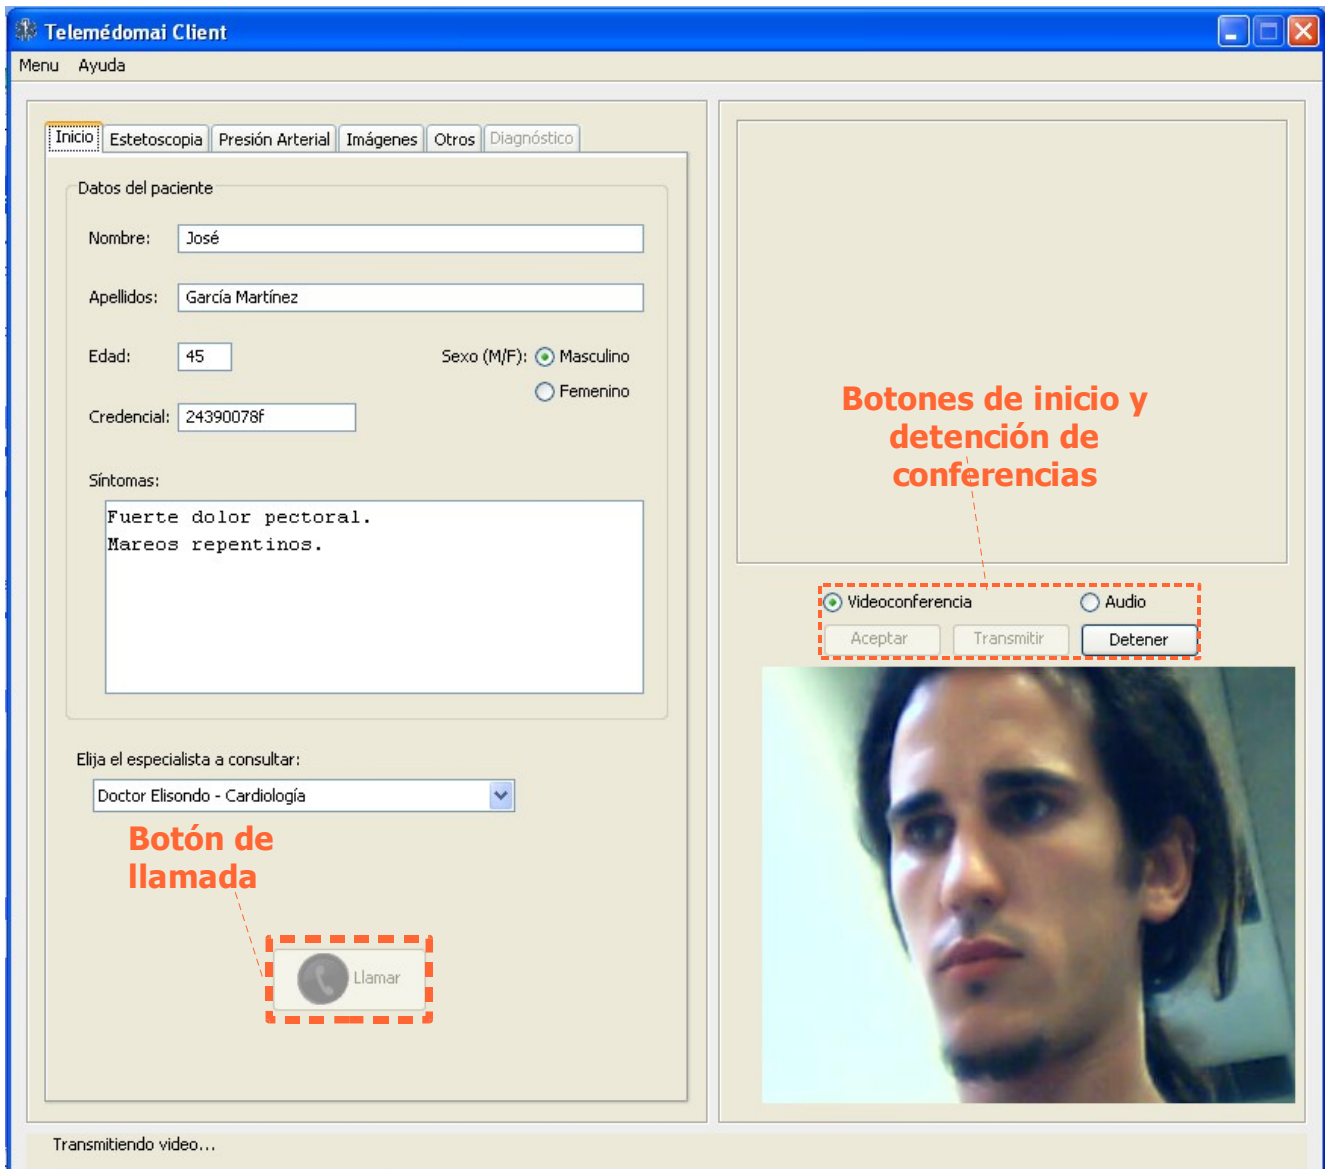 Telemédomai Client
Menu Ayuda
Inicio Estetoscopia Presión Arterial Imágenes Otros Diagnóstico
Datos del paciente
Nombre: José
Apellidos: García Martínez
Edad: 45 Sexo (M/F): Masculino
Femenino
Credencial: 24390078f
Síntomas:
Fuerte dolor pectoral.
Mareos repentinos.
Elija el especialista a consultar:
Doctor Elisondo - Cardiología
Botón de
llamada
Llamar
Botones de inicio y
detención de
conferencias
Videoconferencia Audio
Aceptar Transmitir Detener
Transmitiendo video...